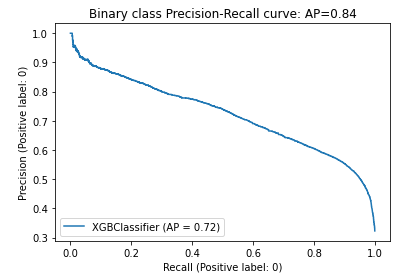 Binary class Precision-Recall curve: AP=0.84
1.0
0.9
0.8
0.7
0.6
0.5
0.4
0.3
Precision (Positive label: 0)
XGBClassifier (AP = 0.72)
0.0 0.2 0.4 0.6 0.8 1.0
Recall (Positive label: 0)